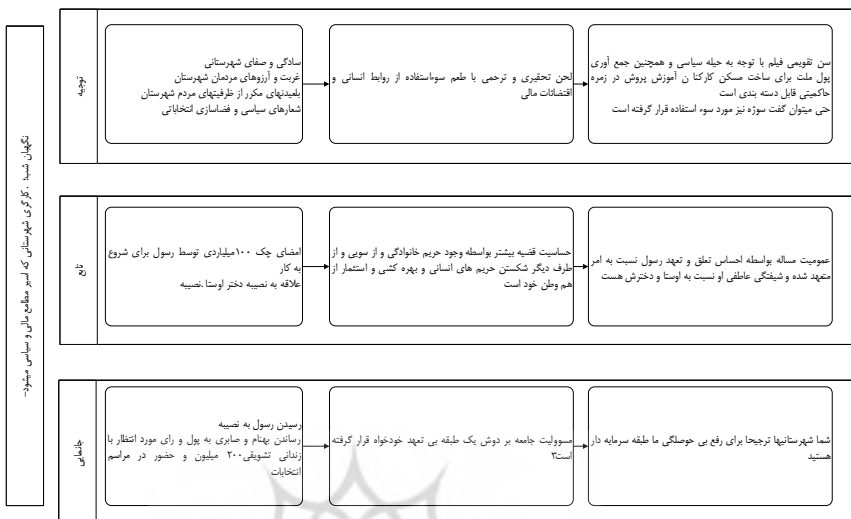 نگهبان شب؛ .کارگری شهرستانی که اسیر مطامع مالی و سیاسی میشود-
توجیه
سادگی و صفای شهرستانی
غربت و آرزوهای مردمان شهرستان
بلعیدنهای مکرر از ظرفیتهای مردم شهرستان
شعارهای سیاسی و فضاسازی انتخاباتی
لحن تحقیری و ترحمی با طعم سوءاستفاده از روابط انسانی و
اقتضائات مالی
سن تقویمی فیلم با توجه به حیله سیاسی و همچنین جمع آوری
پول ملت برای ساخت مسکن کارکنا ن آموزش پروش در زمره
حاکمیتی قابل دسته بندی است
حتی میتوان گفت سوژه نیز مورد سوء استفاده قرار گرفته است
تابع
امضای چک ۱۰۰میلیاردی توسط رسول برای شروع
به کار
علاقه به نصیبه دختر اوستا.نصیبه
حساسیت قضیه بیشتر بواسطه وجود حریم خانوادگی و از سویی و از
طرف دیگر شکستن حریم های انسانی و بهره کشی و استثمار از
هم وطن خود است
عمومیت مساله بواسطه احساس تعلق و تعهد رسول نسبت به امر
متعهد شده و شیفتگی عاطفی او نسبت به اوستا و دخترش هست
جانمایی
رسیدن رسول به نصیبه
رساندن بهنام و صابری به پول و رای مورد انتظار با
زندانی تشویقی۲۰۰ میلیون و حضور در مراسم
انتخابات
مسوولیت جامعه بر دوش یک طبقه بی تعهد خودخواه قرار گرفته
است؟
شما شهرستانیها ترجیحا برای رفع بی حوصلگی ما طبقه سرمایه دار
هستید